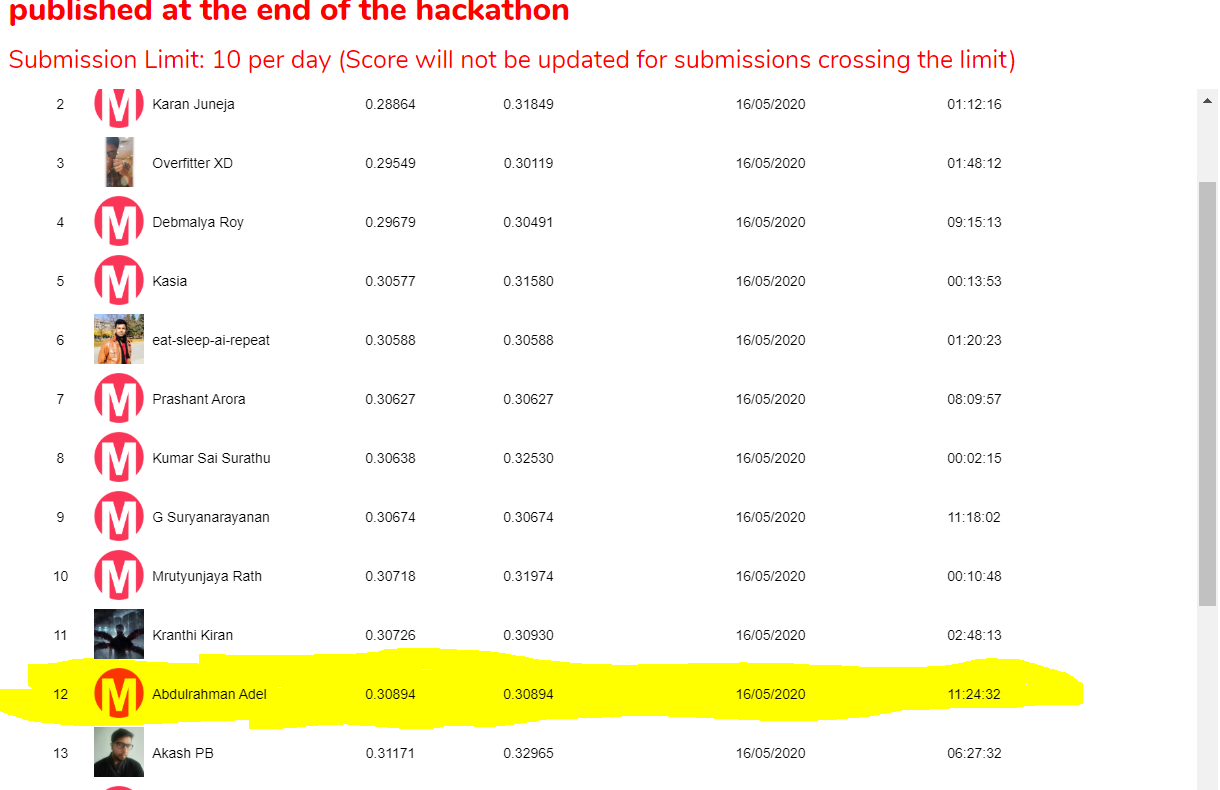 published at the end of the hackathon
Submission Limit: 10 per day (Score will not be updated for submissions crossing the limit)
2 M Karan Juneja 0.28864 0.31849 16/05/2020 01:12:16
3 Overfitter XD 0.29549 0.30119 16/05/2020 01:48:12
4 M Debmalya Roy 0.29679 0.30491 16/05/2020 09:15:13
5 M Kasia 0.30577 0.31580 16/05/2020 00:13:53
6 eat-sleep-ai-repeat 0.30588 0.30588 16/05/2020 01:20:23
7 M Prashant Arora 0.30627 0.30627 16/05/2020 08:09:57
8 M Kumar Sai Surathu 0.30638 0.32530 16/05/2020 00:02:15
9 M G Suryanarayanan 0.30674 0.30674 16/05/2020 11:18:02
10 M Mrutyunjaya Rath 0.30718 0.31974 16/05/2020 00:10:48
11 Kranthi Kiran 0.30726 0.30930 16/05/2020 02:48:13
12 M Abdulrahman Adel 0.30894 0.30894 16/05/2020 11:24:32
13 Akash PB 0.31171 0.32965 16/05/2020 06:27:32